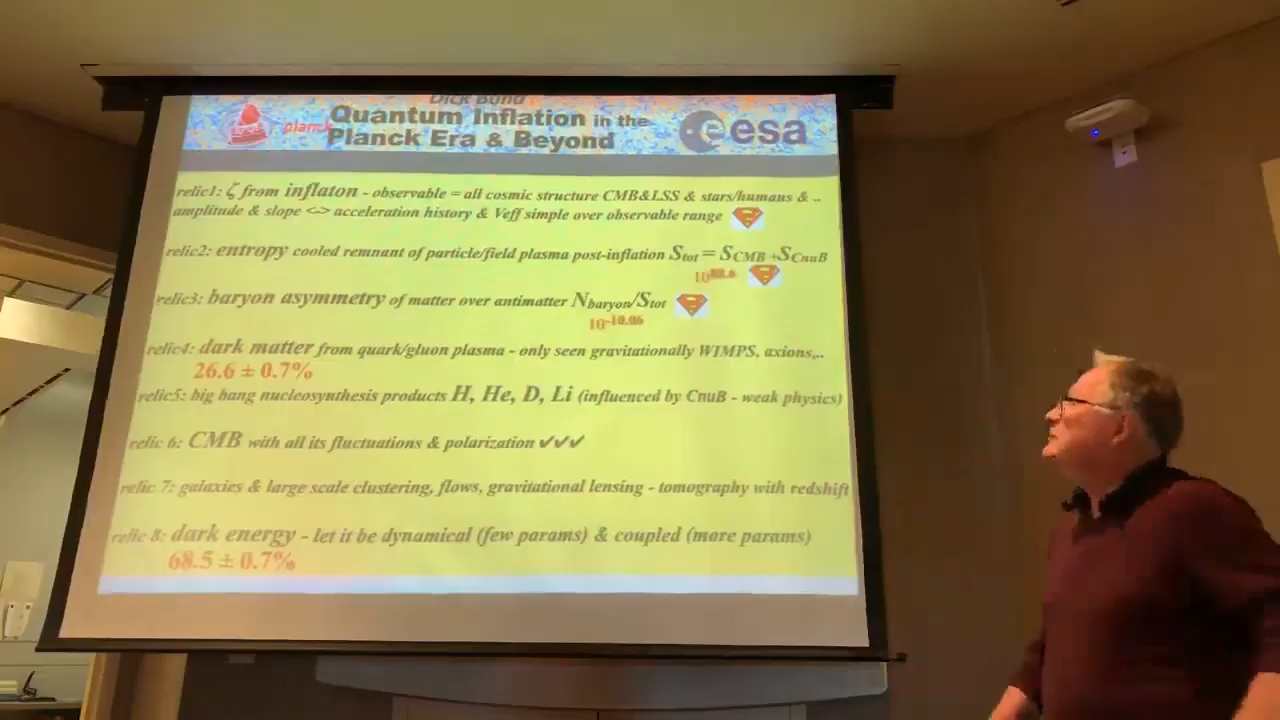 Dick Bond
planck
Quantum Inflation in the
Planck Era & Beyond
esa
relic1: ζ from inflaton - observable = all cosmic structure CMB&LSS & stars/humans & ..
amplitude & slope <-> acceleration history & Veff simple over observable range
relic2: entropy cooled remnant of particle/field plasma post-inflation Stot = SCMB +SCnuB
10^88.6
relic3: baryon asymmetry of matter over antimatter Nbaryon/Stot
10^-10.06
relic4: dark matter from quark/gluon plasma - only seen gravitationally WIMPS, axions,..
26.6 ± 0.7%
relic5: big bang nucleosynthesis products H, He, D, Li (influenced by CnuB - weak physics)
relic 6: CMB with all its fluctuations & polarization ✓✓✓
relic 7: galaxies & large scale clustering, flows, gravitational lensing - tomography with redshift
relic 8: dark energy - let it be dynamical (few params) & coupled (more params)
68.5 ± 0.7%